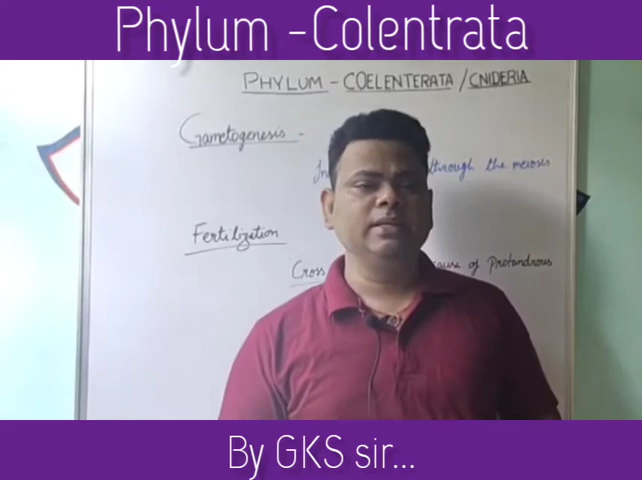 Phylum -Colentrata
PHYLUM - COELENTERATA / CNIDERIA
Gametogenesis -
through the meiosis
Fertilization
Cross of Protandrous
By GKS sir...